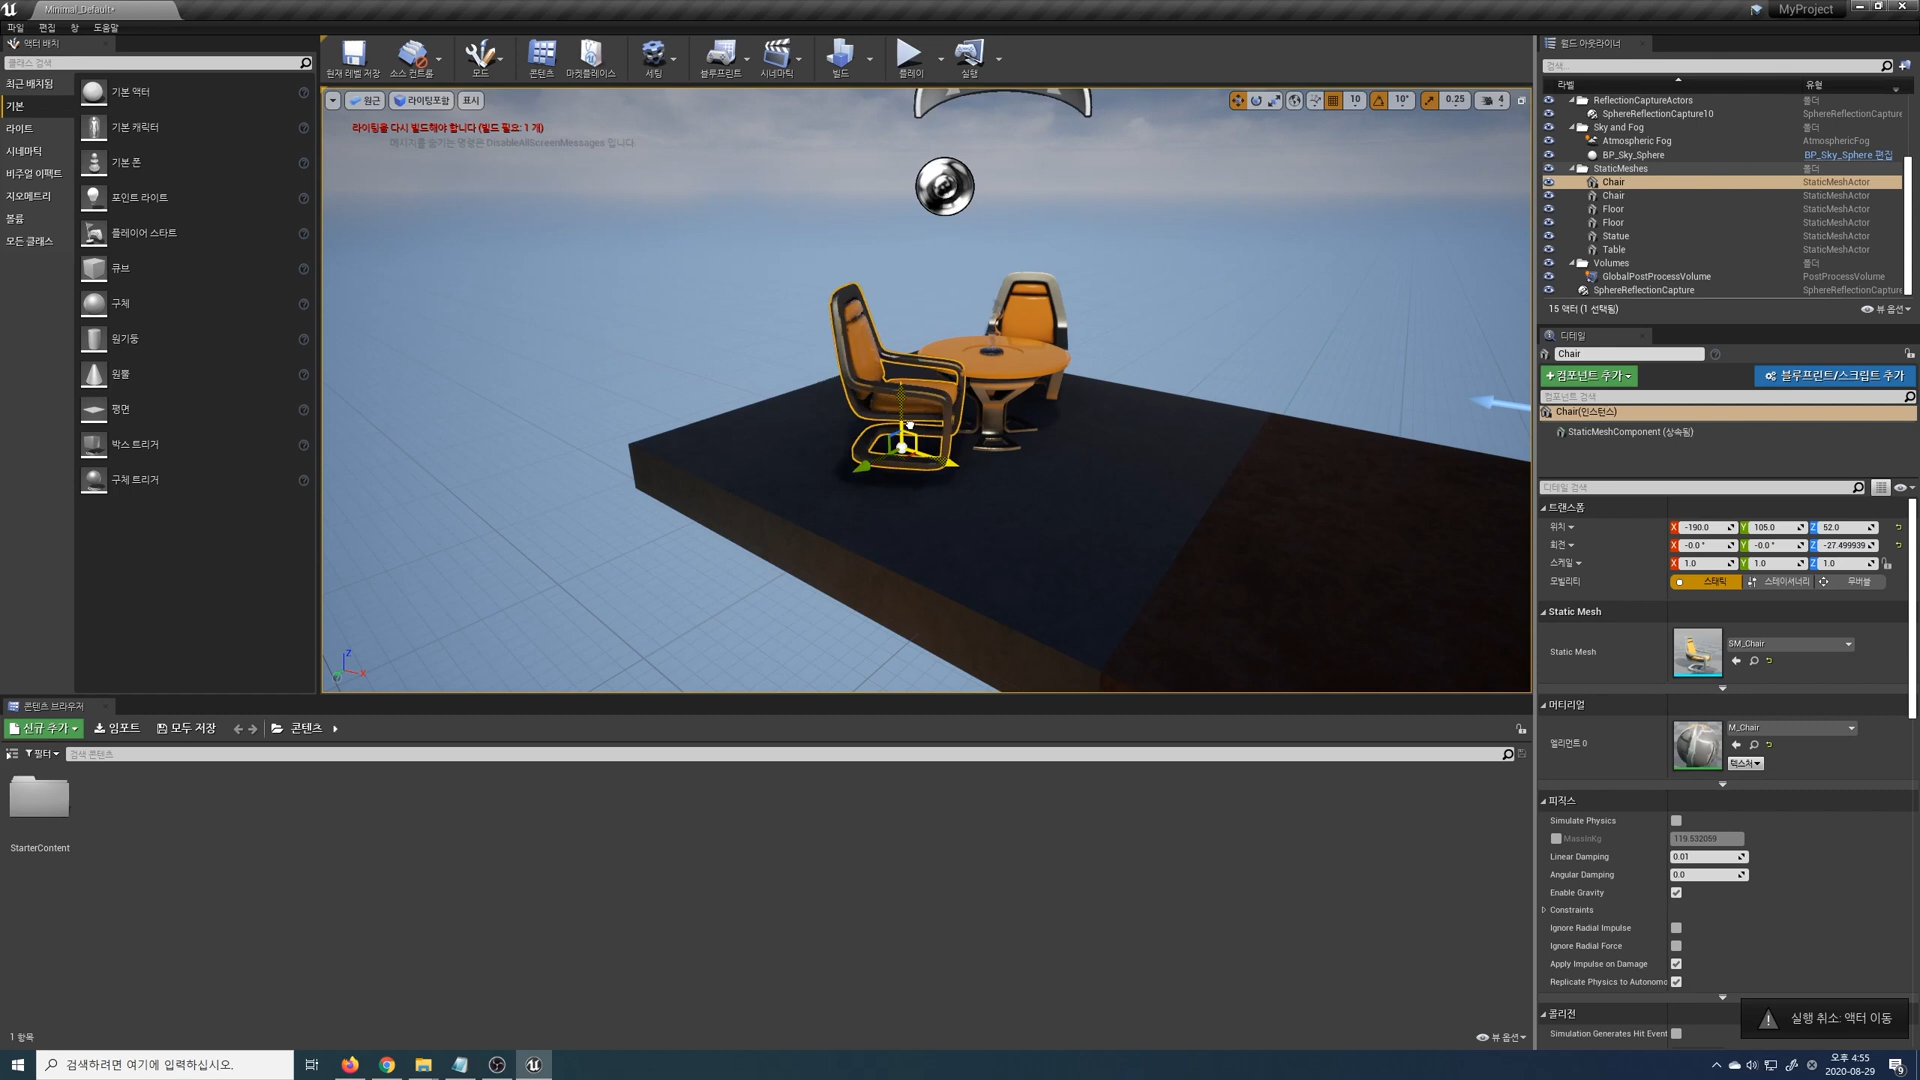 Minimal_Default*
MyProject
파일 편집 창 도움말
액터 배치
클래스 검색
최근 배치됨
기본
라이트
시네마틱
비주얼 이펙트
지오메트리
볼륨
모든 클래스
기본 액터
기본 캐릭터
기본 폰
포인트 라이트
플레이어 스타트
큐브
구체
원기둥
원뿔
평면
박스 트리거
구체 트리거
현재 레벨 저장 소스 컨트롤 모드 콘텐츠 마켓플레이스 세팅 블루프린트 시네마틱 빌드 플레이 실행
원근 라이팅포함 표시
10 10° 0.25 4
라이팅을 다시 빌드해야 합니다 (빌드 필요: 1 개)
메시지를 숨기는 명령은 DisableAllScreenMessages 입니다.
Z
X
월드 아웃라이너
검색...
라벨 유형
ReflectionCaptureActors 폴더
SphereReflectionCapture10 SphereReflectionCapture
Sky and Fog 폴더
Atmospheric Fog AtmosphericFog
BP_Sky_Sphere BP_Sky_Sphere 편집
StaticMeshes 폴더
Chair StaticMeshActor
Chair StaticMeshActor
Floor StaticMeshActor
Floor StaticMeshActor
Statue StaticMeshActor
Table StaticMeshActor
Volumes 폴더
GlobalPostProcessVolume PostProcessVolume
SphereReflectionCapture SphereReflectionCapture
15 액터 (1 선택됨) 뷰 옵션
디테일
Chair
+컴포넌트 추가 블루프린트/스크립트 추가
컴포넌트 검색
Chair(인스턴스)
StaticMeshComponent (상속됨)
디테일 검색
트랜스폼
위치 X -190.0 Y 105.0 Z 52.0
회전 X -0.0 ° Y -0.0 ° Z -27.499939
스케일 X 1.0 Y 1.0 Z 1.0
모빌리티 스태틱 스테이셔너리 무버블
Static Mesh
Static Mesh SM_Chair
머티리얼
엘리먼트 0 M_Chair
텍스처
피직스
Simulate Physics
MassInKg 119.532059
Linear Damping 0.01
Angular Damping 0.0
Enable Gravity
Constraints
Ignore Radial Impulse
Ignore Radial Force
Apply Impulse on Damage
Replicate Physics to Autonomo
콜리전
Simulation Generates Hit Event
실행 취소: 액터 이동
콘텐츠 브라우저
신규 추가 임포트 모두 저장 콘텐츠
필터 검색 콘텐츠
StarterContent
1 항목 뷰 옵션
검색하려면 여기에 입력하십시오.
오후 4:55
2020-08-29
9